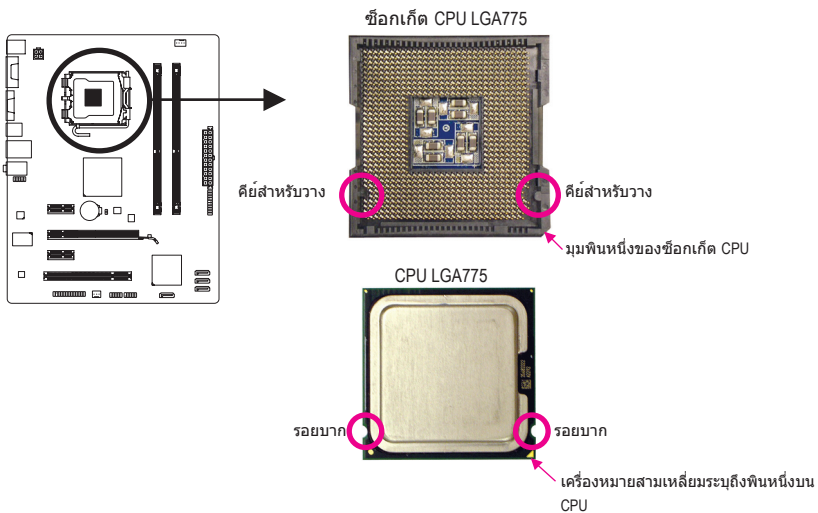 ซ็อกเก็ต CPU LGA775
คีย์สำหรับวาง
คีย์สำหรับวาง
มุมพินหนึ่งของซ็อกเก็ต CPU
CPU LGA775
รอยบาก
รอยบาก
เครื่องหมายสามเหลี่ยมระบุถึงพินหนึ่งบน
CPU